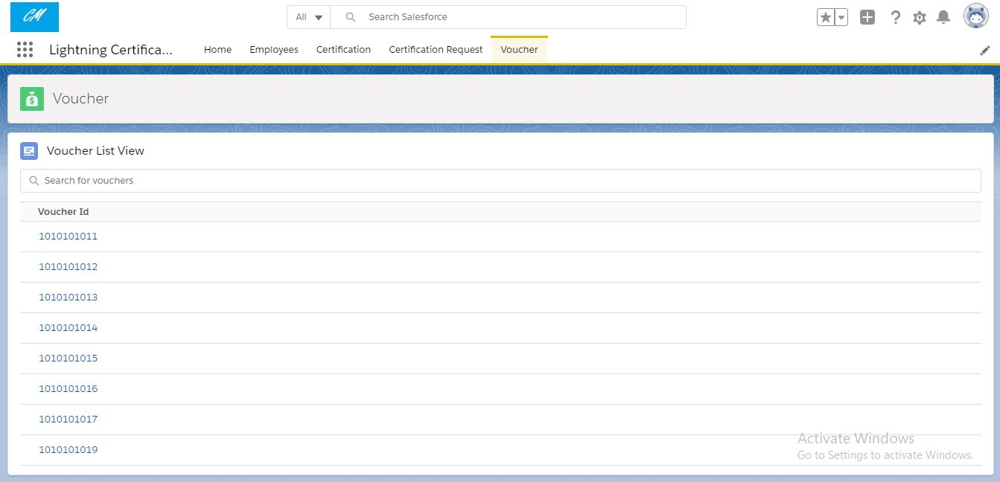 CM
All
Search Salesforce
Lightning Certifica...
Home
Employees
Certification
Certification Request
Voucher
Voucher
Voucher List View
Search for vouchers
Voucher Id
1010101011
1010101012
1010101013
1010101014
1010101015
1010101016
1010101017
1010101019
Activate Windows
Go to Settings to activate Windows.